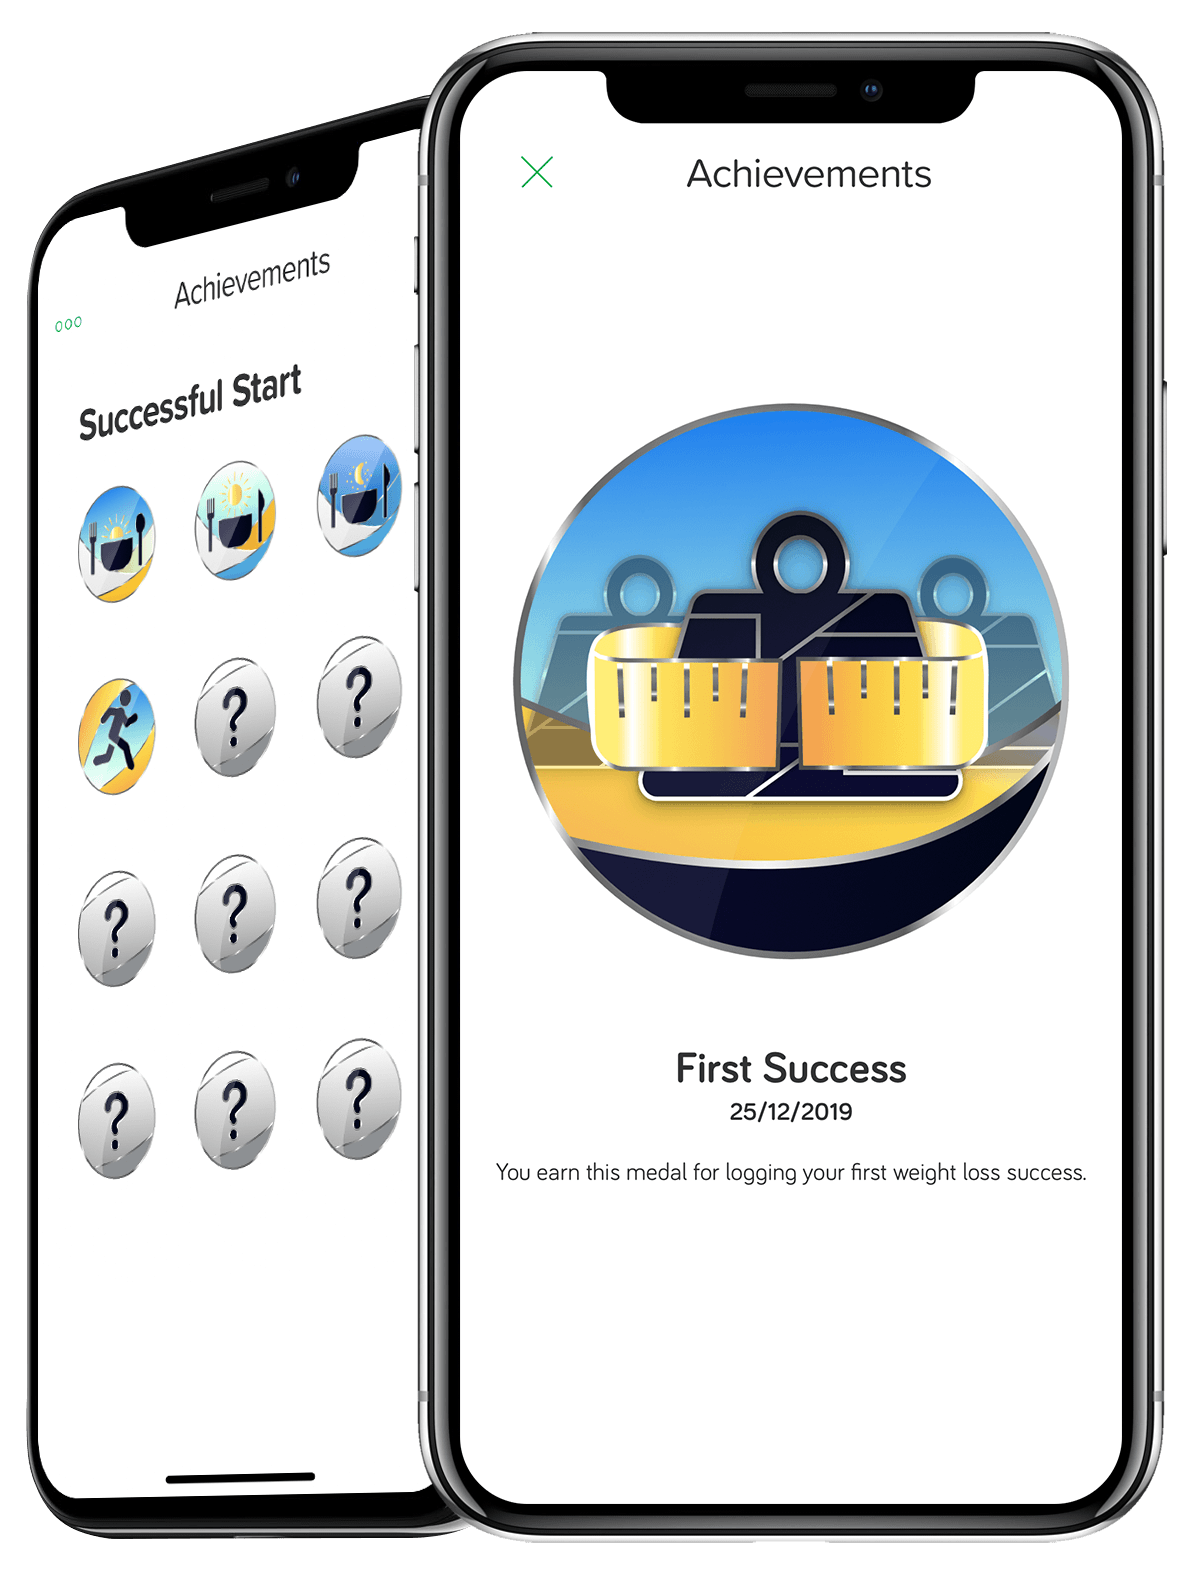 Achievements
Successful Start
?
?
?
?
?
?
?
?
Achievements
First Success
25/12/2019
You earn this medal for logging your first weight loss success.